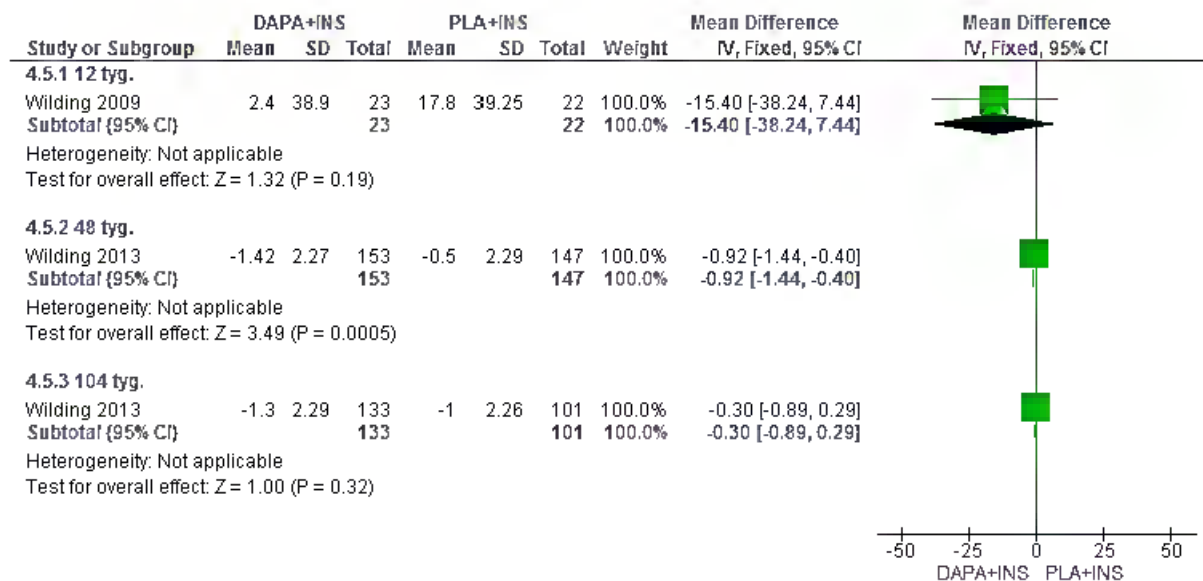 DAPA+INS PLA+INS Mean Difference Mean Difference
Study or Subgroup Mean SD Total Mean SD Total Weight IV, Fixed, 95% CI IV, Fixed, 95% CI
4.5.1 12 tyg.
Wilding 2009 2.4 38.9 23 17.8 39.25 22 100.0% -15.40 [-38.24, 7.44]
Subtotal (95% CI) 23 22 100.0% -15.40 [-38.24, 7.44]
Heterogeneity: Not applicable
Test for overall effect: Z = 1.32 (P = 0.19)
4.5.2 48 tyg.
Wilding 2013 -1.42 2.27 153 -0.5 2.29 147 100.0% -0.92 [-1.44, -0.40]
Subtotal (95% CI) 153 147 100.0% -0.92 [-1.44, -0.40]
Heterogeneity: Not applicable
Test for overall effect: Z = 3.49 (P = 0.0005)
4.5.3 104 tyg.
Wilding 2013 -1.3 2.29 133 -1 2.26 101 100.0% -0.30 [-0.89, 0.29]
Subtotal (95% CI) 133 101 100.0% -0.30 [-0.89, 0.29]
Heterogeneity: Not applicable
Test for overall effect: Z = 1.00 (P = 0.32)
-50 -25 0 25 50
DAPA+INS PLA+INS